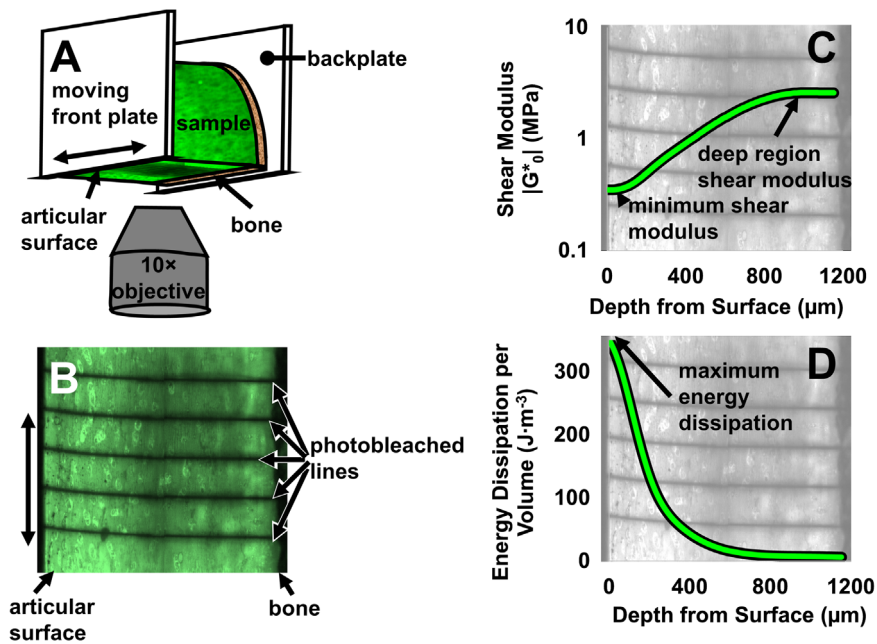 A
moving
front plate
backplate
sample
articular
surface
bone
10×
objective
B
photobleached
lines
articular
surface
bone
C
Shear Modulus
|G*0| (MPa)
10
1
0.1
deep region
shear modulus
minimum shear
modulus
0 400 800 1200
Depth from Surface (µm)
D
Energy Dissipation per
Volume (J·m-3)
300
200
100
0
maximum
energy
dissipation
0 400 800 1200
Depth from Surface (µm)